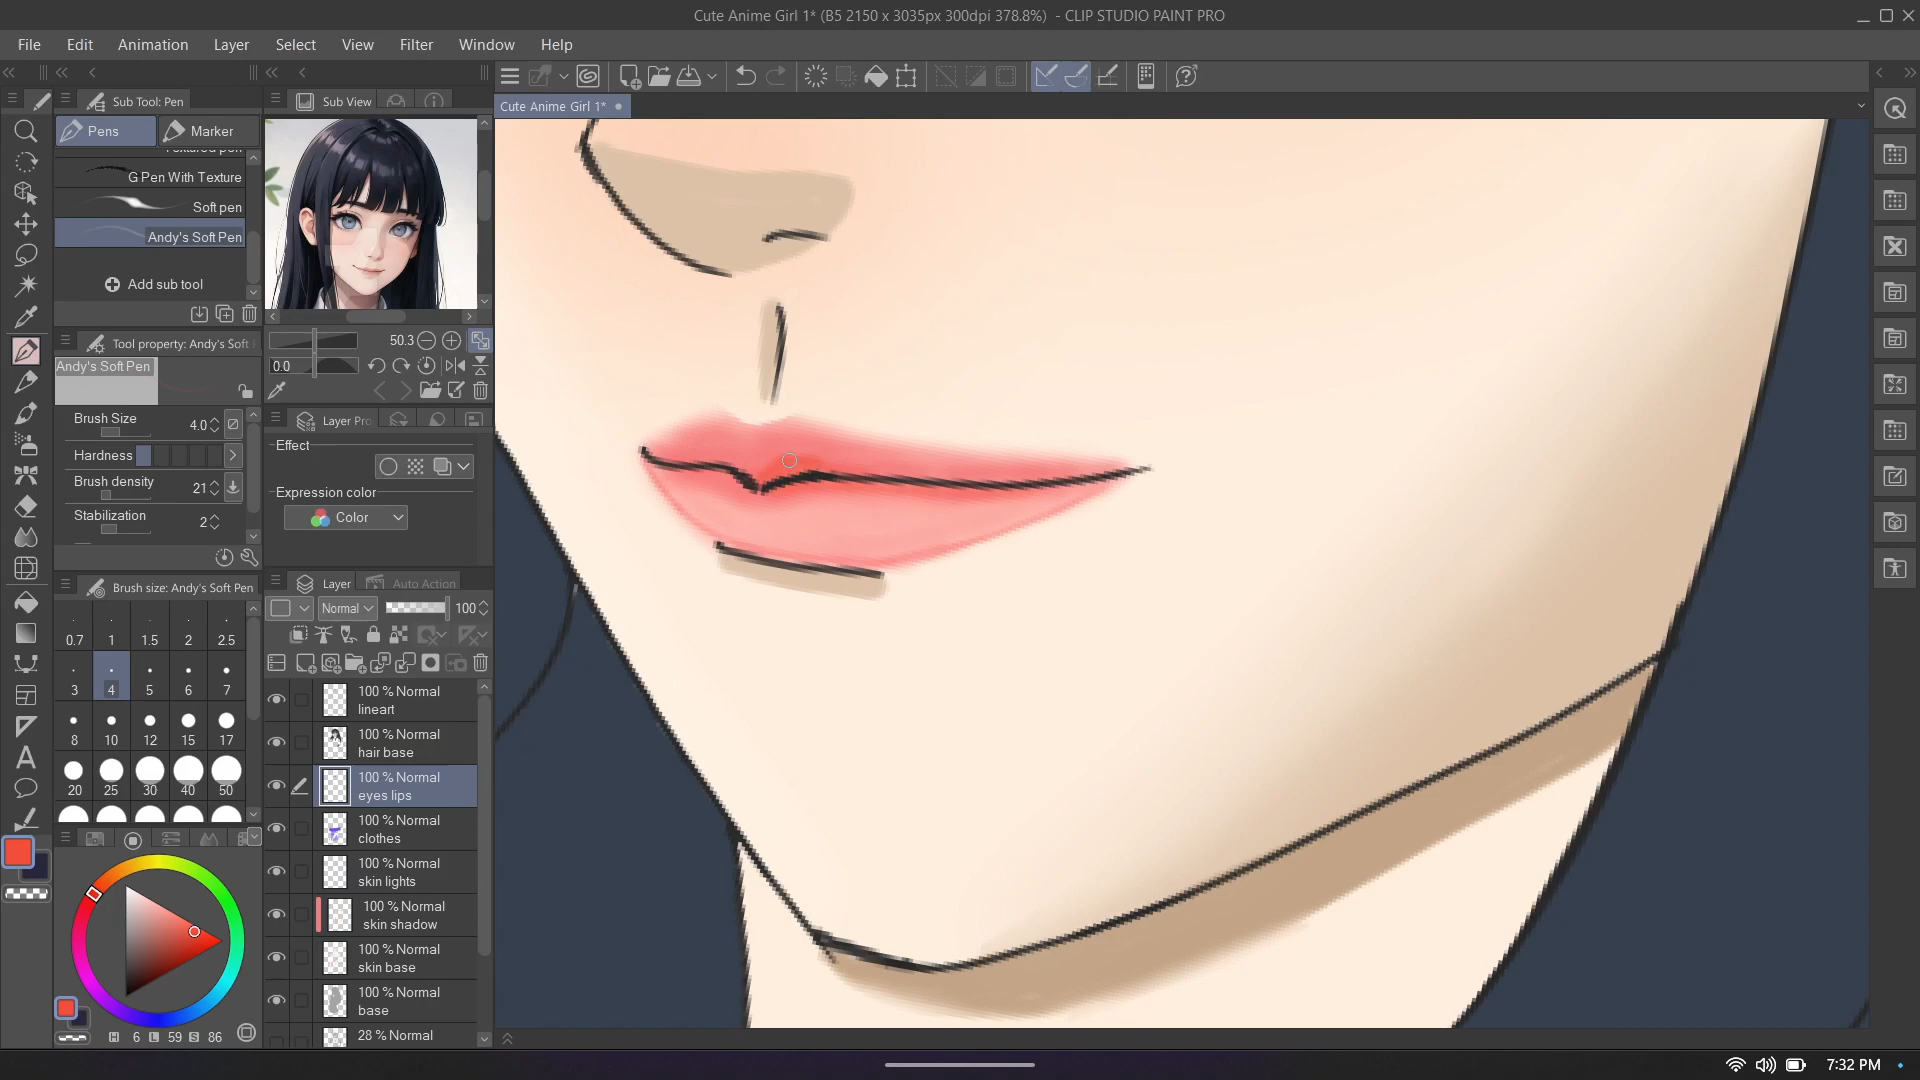 Cute Anime Girl 1* (B5 2150 x 3035px 300dpi 378.8%) - CLIP STUDIO PAINT PRO
File Edit Animation Layer Select View Filter Window Help
Sub Tool: Pen
Sub View
Cute Anime Girl 1*
Pens
Marker
Textured pen
G Pen With Texture
Soft pen
Andy's Soft Pen
Add sub tool
Tool property: Andy's Soft
Andy's Soft Pen
Brush Size 4.0
Hardness
Brush density 21
Stabilization 2
Brush size: Andy's Soft Pen
0.7 1 1.5 2 2.5
3 4 5 6 7
8 10 12 15 17
20 25 30 40 50
H 6 L 59 S 86
50.3
0.0
Layer Pro
Effect
Expression color
Color
Layer
Auto Action
Normal 100
100 % Normal
lineart
100 % Normal
hair base
100 % Normal
eyes lips
100 % Normal
clothes
100 % Normal
skin lights
100 % Normal
skin shadow
100 % Normal
skin base
100 % Normal
base
28 % Normal
7:32 PM